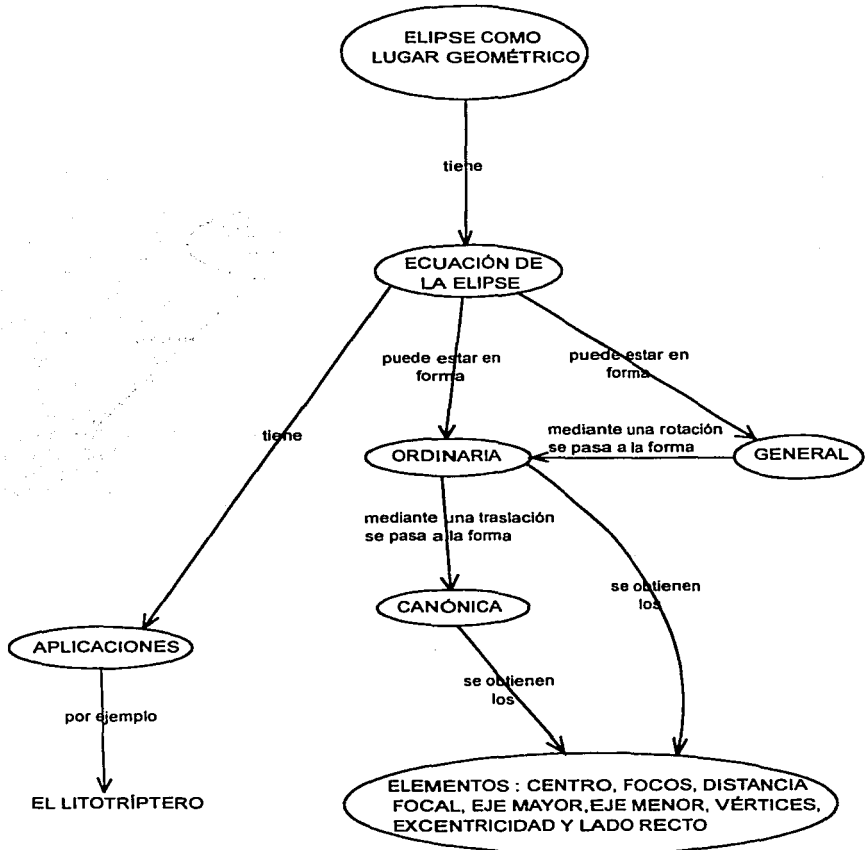 ELIPSE COMO
LUGAR GEOMÉTRICO
tiene
ECUACIÓN DE
LA ELIPSE
puede estar en
forma
puede estar en
forma
tiene
mediante una rotación
se pasa a la forma
ORDINARIA
GENERAL
mediante una traslación
se pasa a la forma
se obtienen
los
CANÓNICA
APLICACIONES
se obtienen
los
por ejemplo
EL LITOTRÍPTERO
ELEMENTOS : CENTRO, FOCOS, DISTANCIA
FOCAL, EJE MAYOR,EJE MENOR, VÉRTICES,
EXCENTRICIDAD Y LADO RECTO